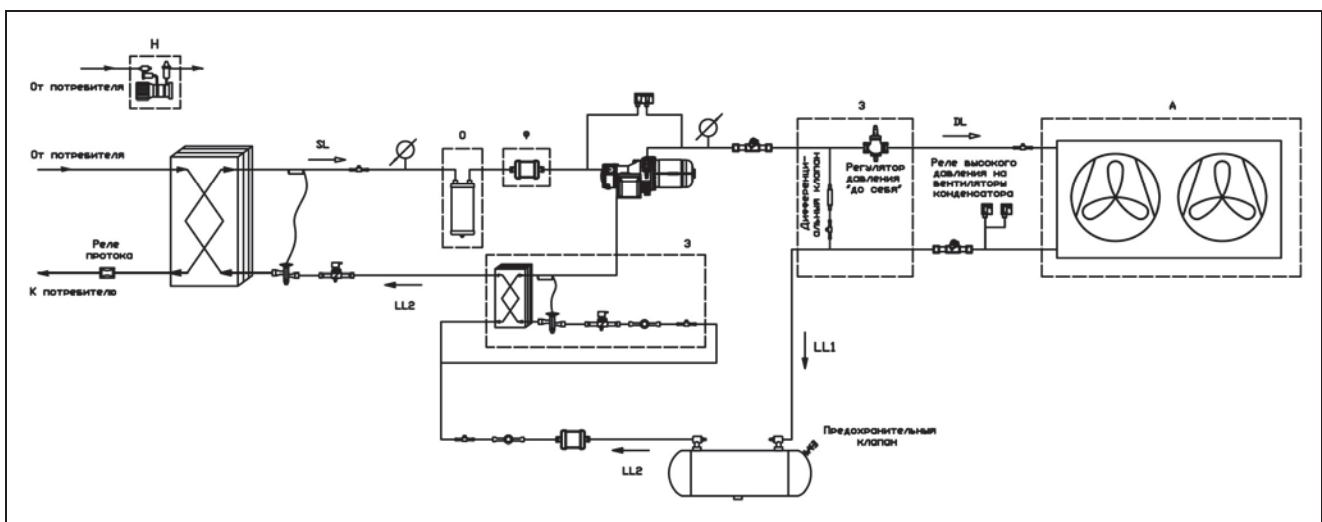 Н
От потребителя
От потребителя
SL
О
Ф
З
DL
А
Дифференци-
альный клапан
Регулятор
давления
"до себя"
Реле высокого
давления на
вентиляторы
конденсатора
Реле
протока
К потребителю
LL2
З
LL1
LL2
Предохранительный
клапан